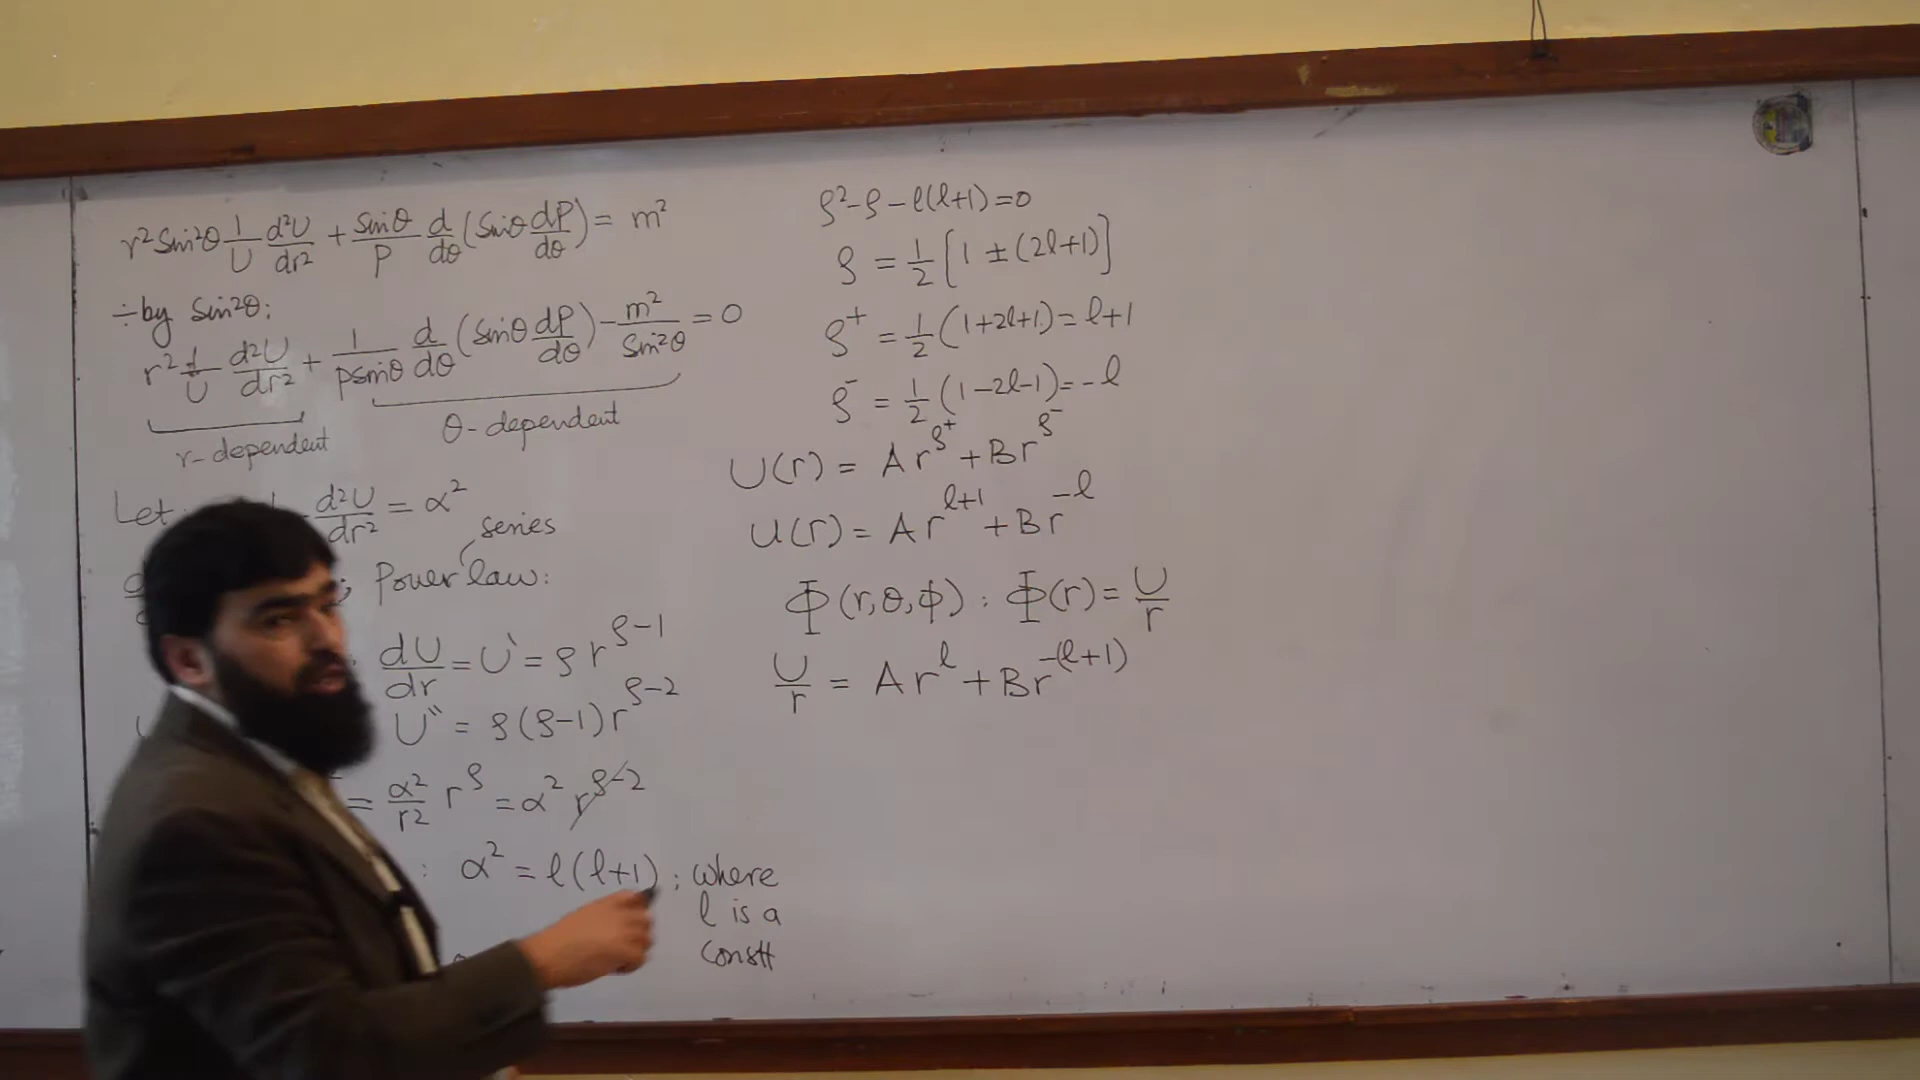 r² Sin²θ 1/U d²U/dr² + Sinθ/P d/dθ (Sinθ dP/dθ) = m²
÷by Sin²θ:
r² 1/U d²U/dr² + 1/PSinθ d/dθ (Sinθ dP/dθ) - m²/Sin²θ = 0
r-dependent θ-dependent
Let d²U/dr² = α²
series
; Power law:
dU/dr = U` = ρ r^(ρ-1)
U`` = ρ(ρ-1) r^(ρ-2)
= α²/r² r^ρ = α² r^(ρ-2)
: α² = l(l+1) ; where
l is a
constt
ρ² - ρ - l(l+1) = 0
ρ = 1/2 [1 ± (2l+1)]
ρ⁺ = 1/2 (1+2l+1) = l+1
ρ⁻ = 1/2 (1-2l-1) = -l
U(r) = A r^(ρ⁺) + B r^(ρ⁻)
U(r) = A r^(l+1) + B r^(-l)
Φ(r,θ,ϕ) : Φ(r) = U/r
U/r = A r^l + B r^(-(l+1))